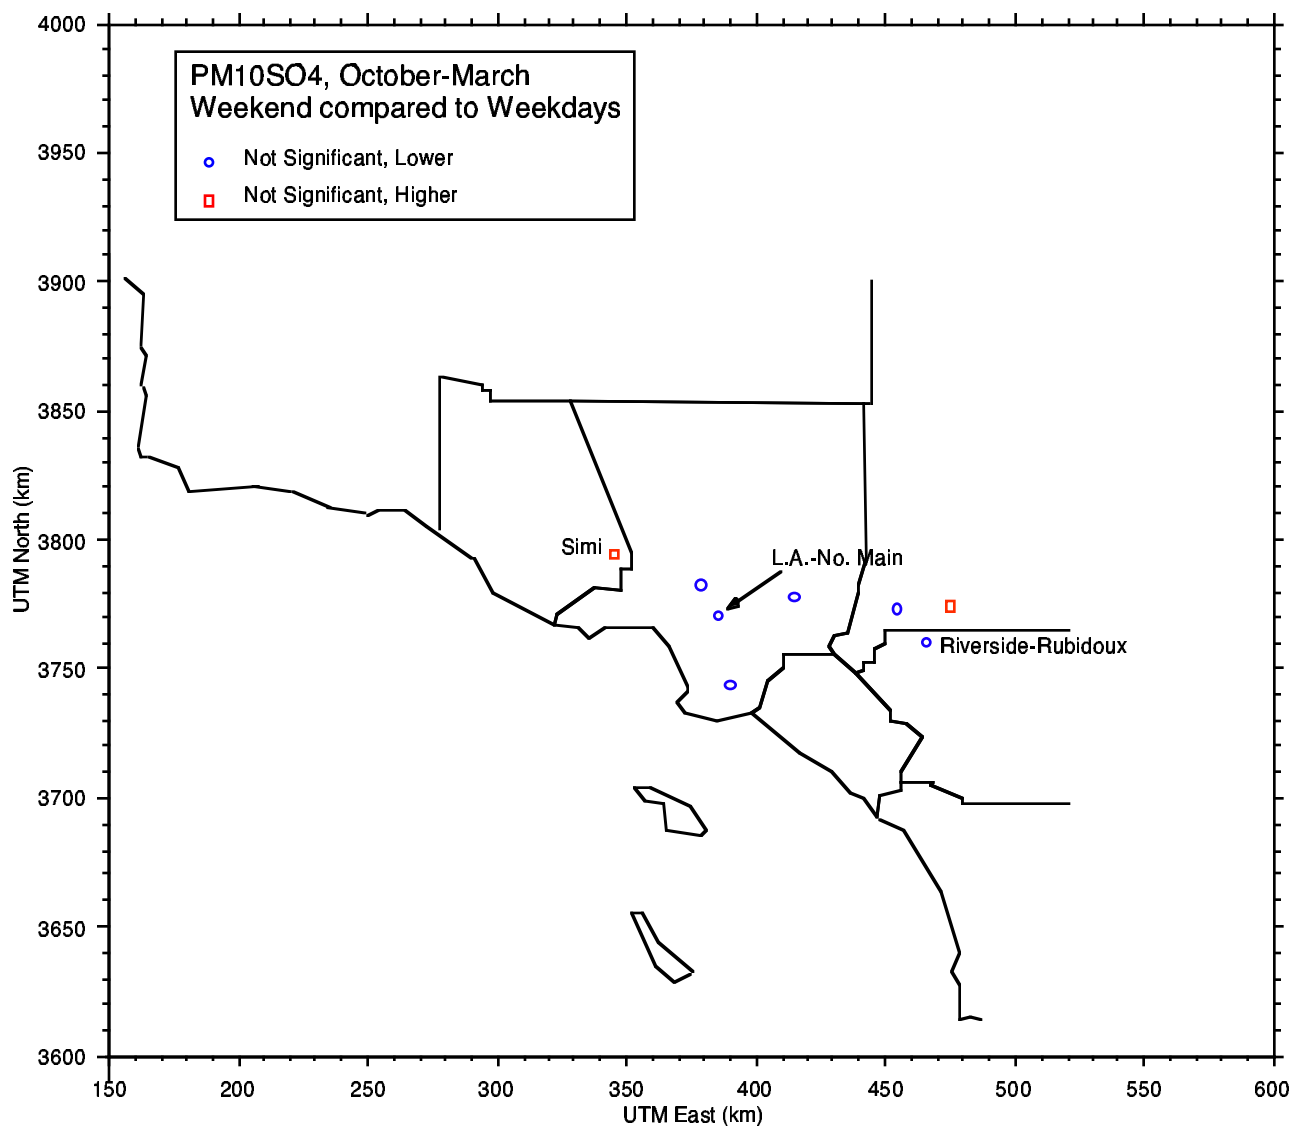 PM10SO4, October-March
Weekend compared to Weekdays
Not Significant, Lower
Not Significant, Higher
4000
3950
3900
3850
3800
3750
3700
3650
3600
UTM North (km)
Simi
L.A.-No. Main
Riverside-Rubidoux
150 200 250 300 350 400 450 500 550 600
UTM East (km)